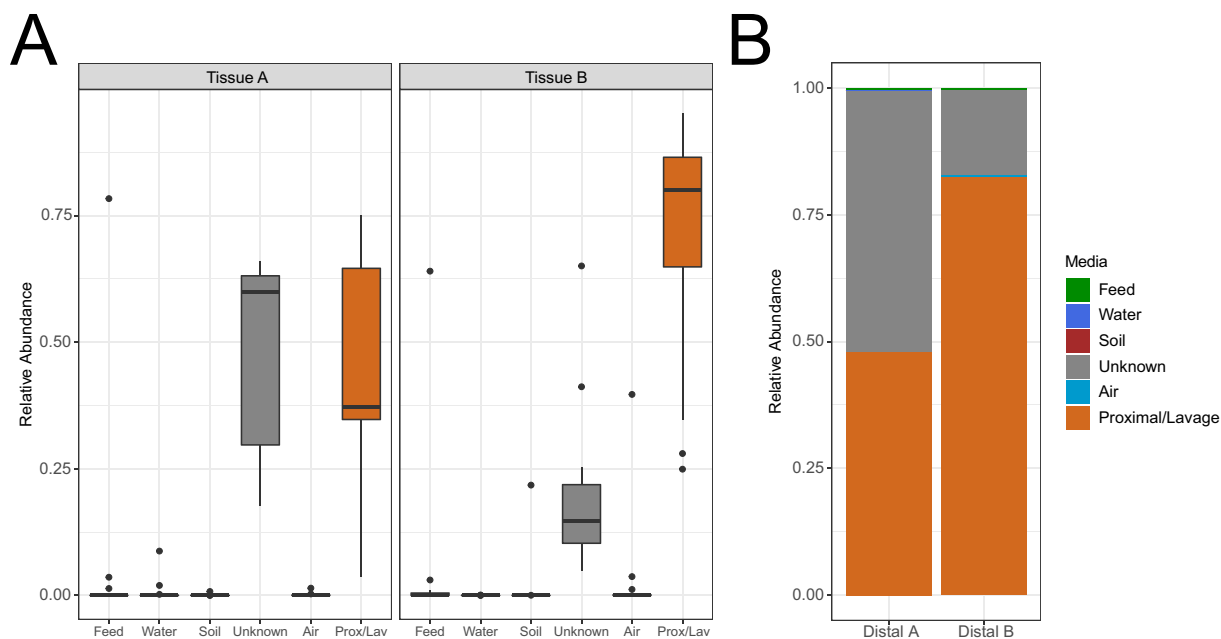 A
Tissue A
Tissue B
Relative Abundance
0.75
0.50
0.25
0.00
Feed Water Soil Unknown Air Prox/Lav
Feed Water Soil Unknown Air Prox/Lav
B
Relative Abundance
1.00
0.75
0.50
0.25
0.00
Distal A Distal B
Media
Feed
Water
Soil
Unknown
Air
Proximal/Lavage